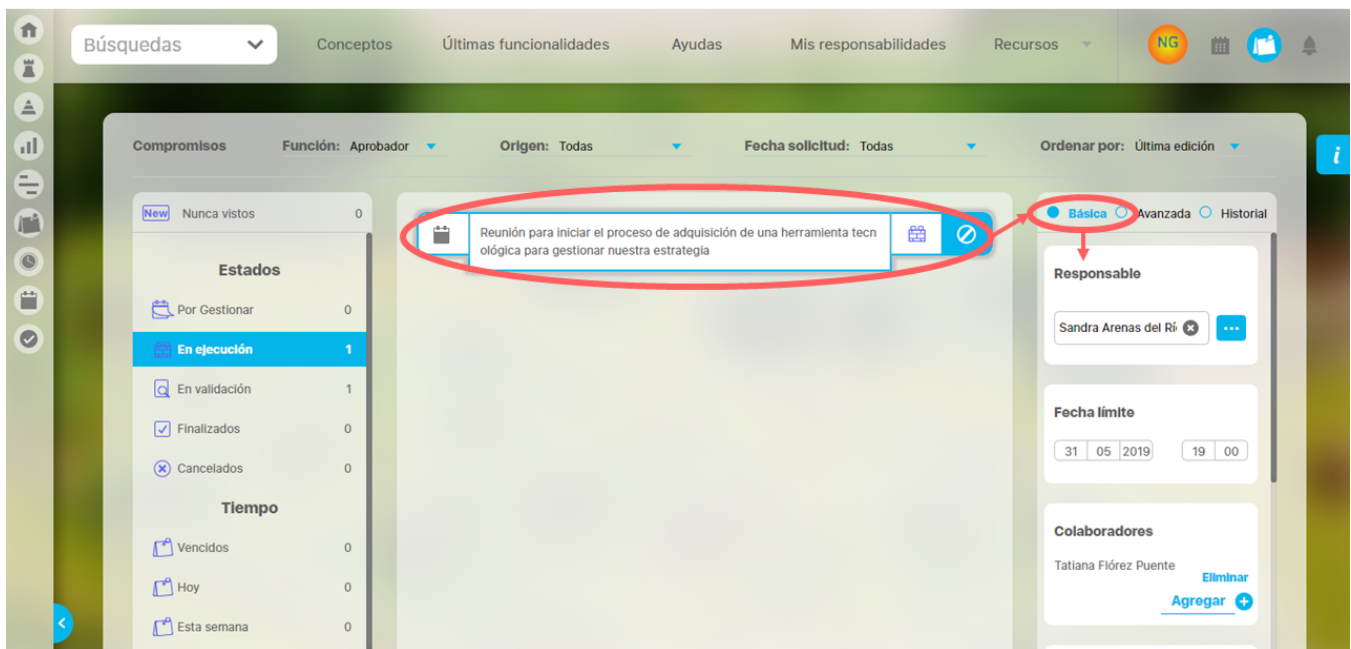 Búsquedas
Conceptos
Últimas funcionalidades
Ayudas
Mis responsabilidades
Recursos
NG
Compromisos
Función: Aprobador
Origen: Todas
Fecha solicitud: Todas
Ordenar por: Última edición
i
New Nunca vistos 0
Estados
Por Gestionar 0
En ejecución 1
En validación 1
Finalizados 0
Cancelados 0
Tiempo
Vencidos 0
Hoy 0
Esta semana 0
Reunión para iniciar el proceso de adquisición de una herramienta tecn
ológica para gestionar nuestra estrategia
Básica Avanzada Historial
Responsable
Sandra Arenas del Rí
Fecha límite
31 05 2019 19 00
Colaboradores
Tatiana Flórez Puente
Eliminar
Agregar